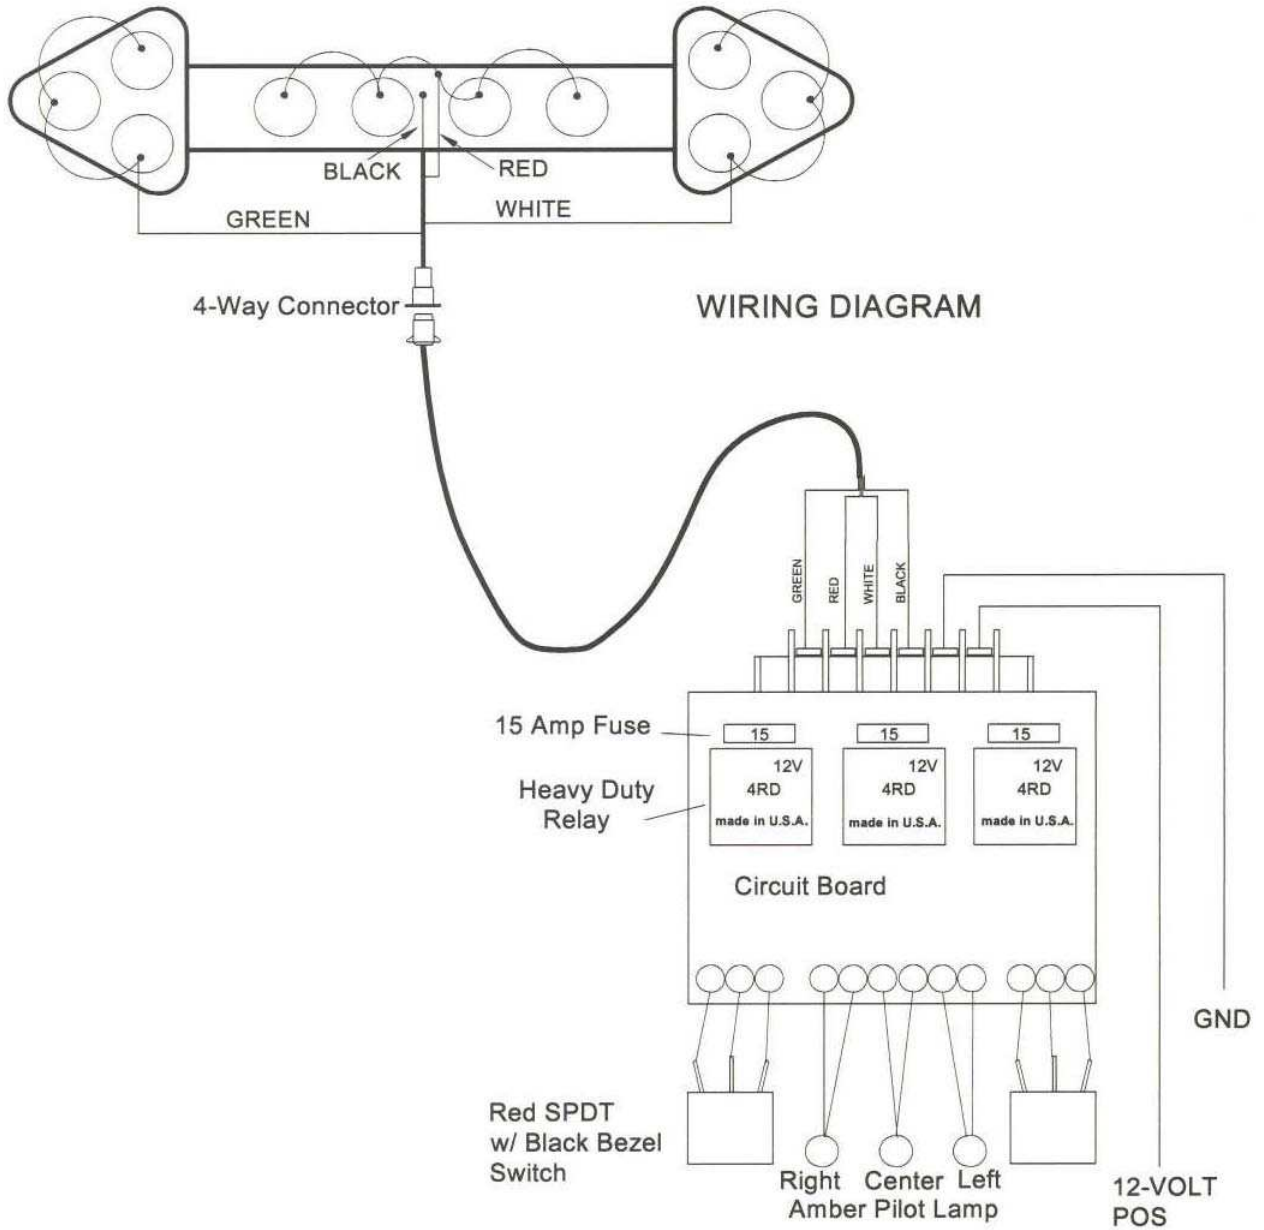 BLACK
RED
GREEN
WHITE
4-Way Connector
WIRING DIAGRAM
GREEN
RED
WHITE
BLACK
15 Amp Fuse
15
15
15
Heavy Duty
Relay
12V
4RD
made in U.S.A.
12V
4RD
made in U.S.A.
12V
4RD
made in U.S.A.
Circuit Board
GND
Red SPDT
w/ Black Bezel
Switch
Right Center Left
Amber Pilot Lamp
12-VOLT
POS